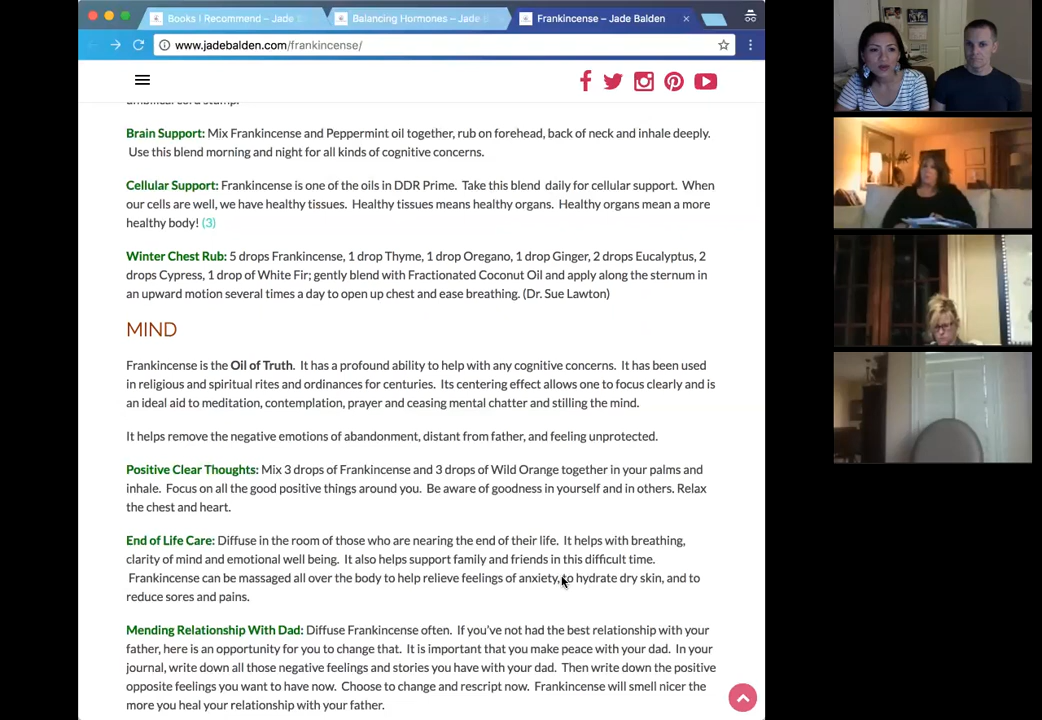 Books I Recommend – Jade
Balancing Hormones – Jade
Frankincense – Jade Balden
www.jadebalden.com/frankincense/
umbilical cord stump.
Brain Support: Mix Frankincense and Peppermint oil together, rub on forehead, back of neck and inhale deeply.
Use this blend morning and night for all kinds of cognitive concerns.
Cellular Support: Frankincense is one of the oils in DDR Prime. Take this blend daily for cellular support. When
our cells are well, we have healthy tissues. Healthy tissues means healthy organs. Healthy organs mean a more
healthy body! (3)
Winter Chest Rub: 5 drops Frankincense, 1 drop Thyme, 1 drop Oregano, 1 drop Ginger, 2 drops Eucalyptus, 2
drops Cypress, 1 drop of White Fir; gently blend with Fractionated Coconut Oil and apply along the sternum in
an upward motion several times a day to open up chest and ease breathing. (Dr. Sue Lawton)
MIND
Frankincense is the Oil of Truth. It has a profound ability to help with any cognitive concerns. It has been used
in religious and spiritual rites and ordinances for centuries. Its centering effect allows one to focus clearly and is
an ideal aid to meditation, contemplation, prayer and ceasing mental chatter and stilling the mind.
It helps remove the negative emotions of abandonment, distant from father, and feeling unprotected.
Positive Clear Thoughts: Mix 3 drops of Frankincense and 3 drops of Wild Orange together in your palms and
inhale. Focus on all the good positive things around you. Be aware of goodness in yourself and in others. Relax
the chest and heart.
End of Life Care: Diffuse in the room of those who are nearing the end of their life. It helps with breathing,
clarity of mind and emotional well being. It also helps support family and friends in this difficult time.
Frankincense can be massaged all over the body to help relieve feelings of anxiety, to hydrate dry skin, and to
reduce sores and pains.
Mending Relationship With Dad: Diffuse Frankincense often. If you've not had the best relationship with your
father, here is an opportunity for you to change that. It is important that you make peace with your dad. In your
journal, write down all those negative feelings and stories you have with your dad. Then write down the positive
opposite feelings you want to have now. Choose to change and rescript now. Frankincense will smell nicer the
more you heal your relationship with your father.